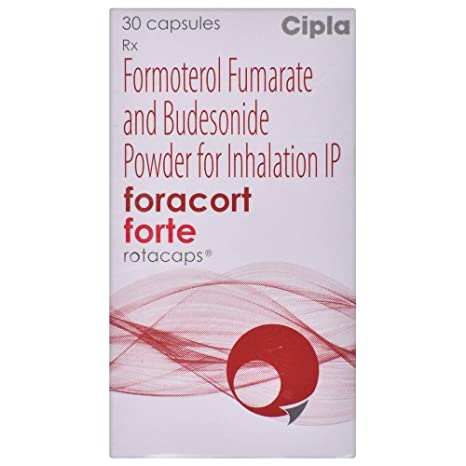 30 capsules
Cipla
Rx
Formoterol Fumarate
and Budesonide
Powder for Inhalation IP
foracort
forte
rotacaps®